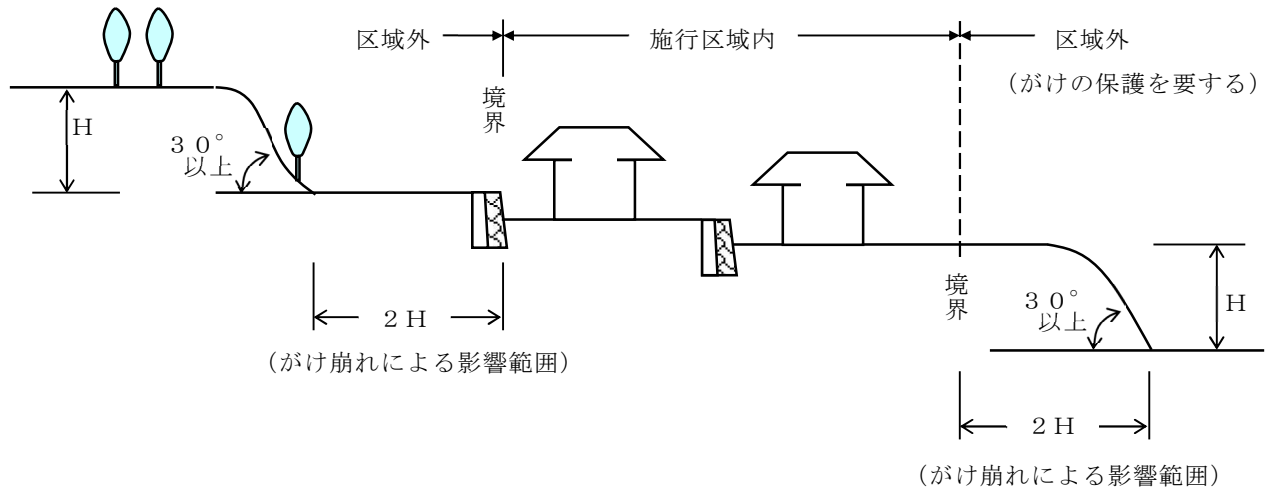 区域外
施行区域内
区域外
（がけの保護を要する）
境界
H
３０°
以上
２H
（がけ崩れによる影響範囲）
境界
３０°
以上
H
２H
（がけ崩れによる影響範囲）